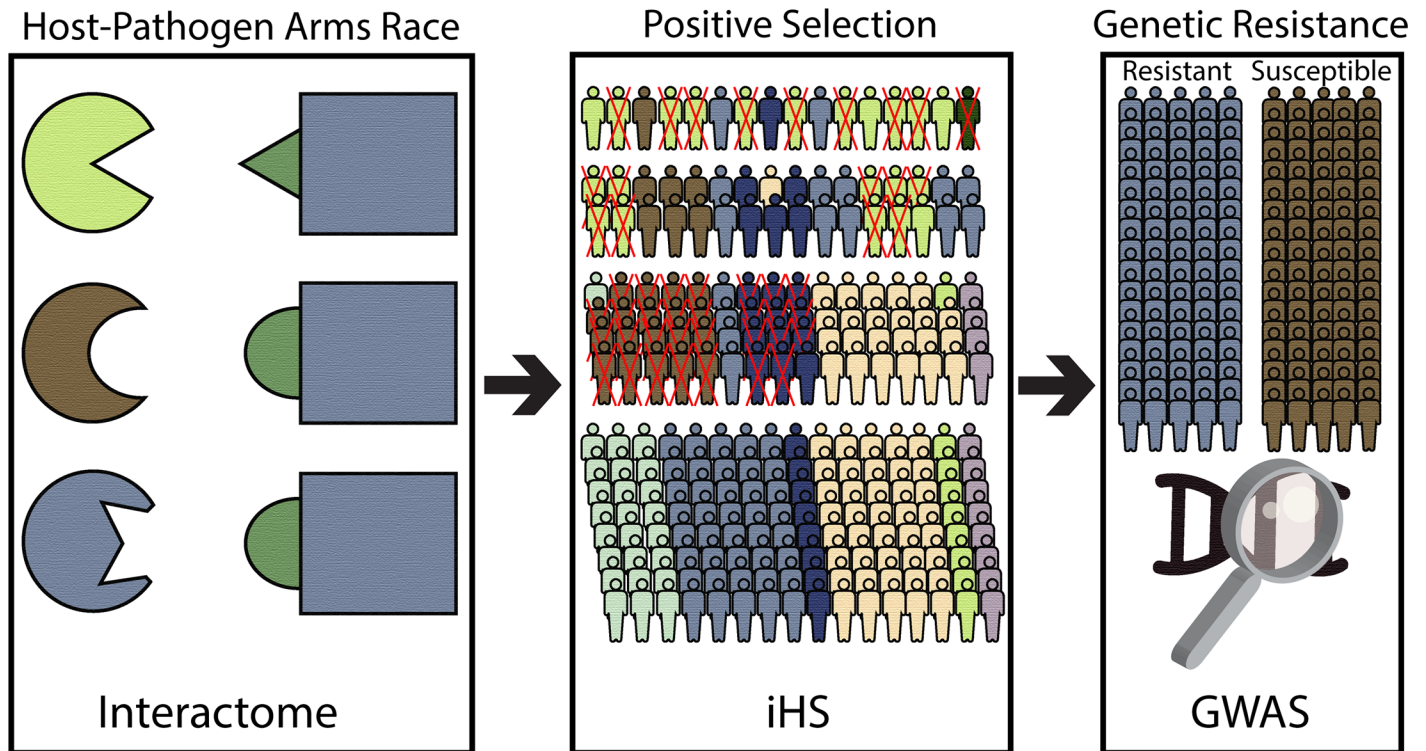 Host-Pathogen Arms Race
Positive Selection
Genetic Resistance
Resistant
Susceptible
Interactome
iHS
GWAS